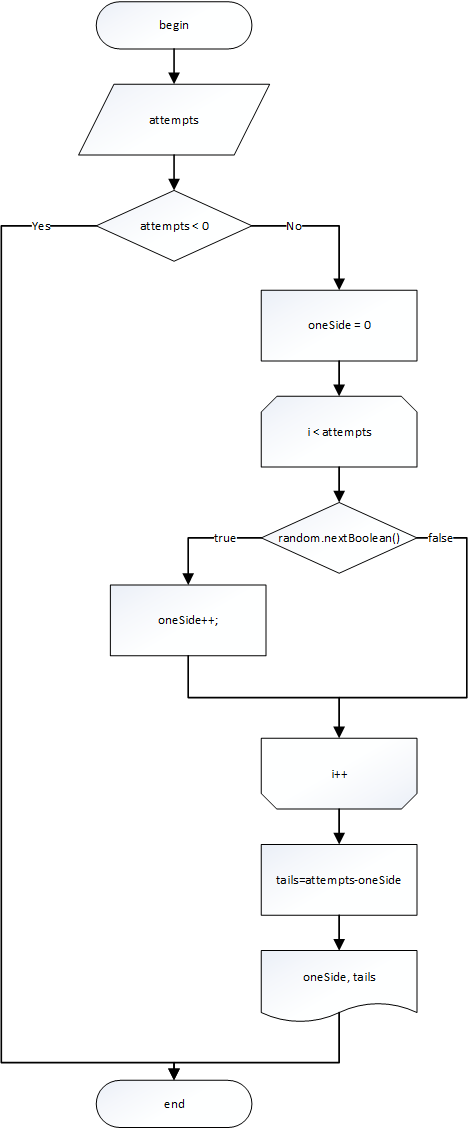 begin
attempts
attempts < 0
Yes
No
oneSide = 0
i < attempts
random.nextBoolean()
true
false
oneSide++;
i++
tails=attempts-oneSide
oneSide, tails
end